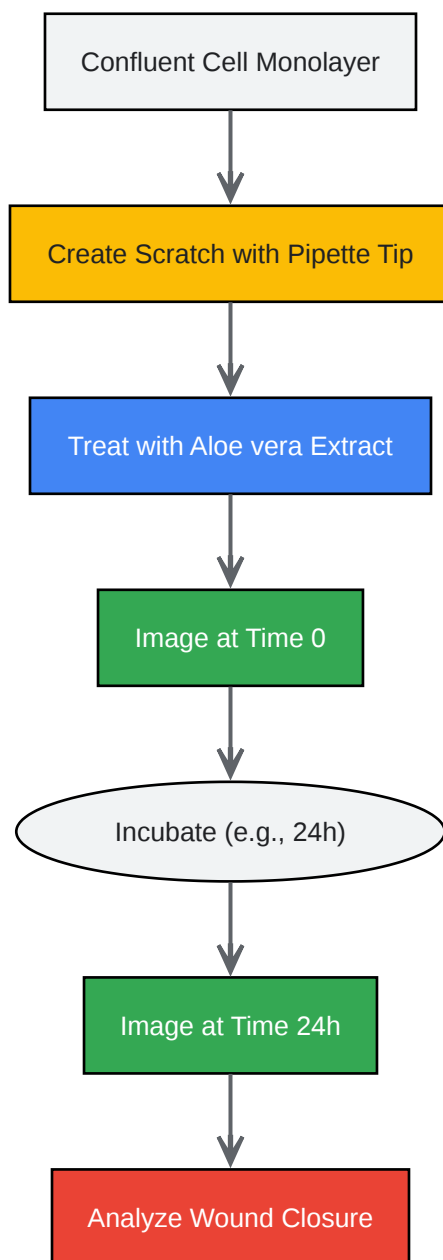 Confluent Cell Monolayer
Create Scratch with Pipette Tip
Treat with Aloe vera Extract
Image at Time 0
Incubate (e.g., 24h)
Image at Time 24h
Analyze Wound Closure